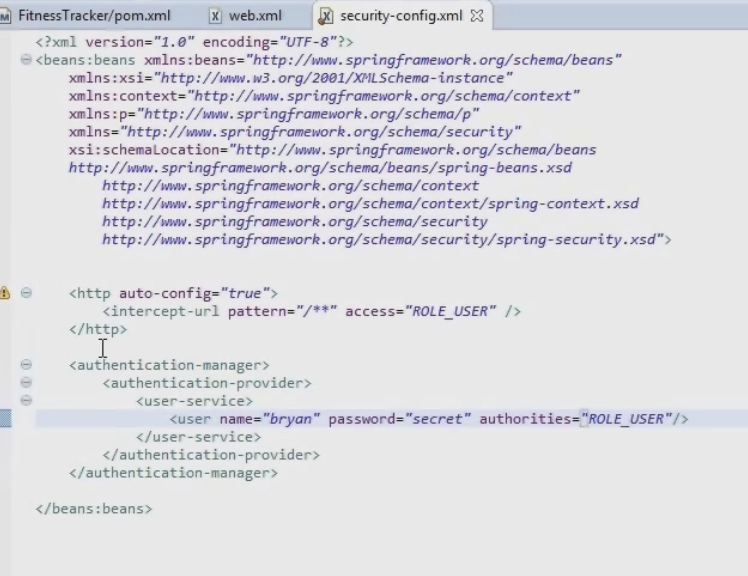 FitnessTracker/pom.xml web.xml security-config.xml
<?xml version="1.0" encoding="UTF-8"?>
<beans:beans xmlns:beans="http://www.springframework.org/schema/beans"
xmlns:xsi="http://www.w3.org/2001/XMLSchema-instance"
xmlns:context="http://www.springframework.org/schema/context"
xmlns:p="http://www.springframework.org/schema/p"
xmlns="http://www.springframework.org/schema/security"
xsi:schemaLocation="http://www.springframework.org/schema/beans
http://www.springframework.org/schema/beans/spring-beans.xsd
http://www.springframework.org/schema/context
http://www.springframework.org/schema/context/spring-context.xsd
http://www.springframework.org/schema/security
http://www.springframework.org/schema/security/spring-security.xsd">
<http auto-config="true">
<intercept-url pattern="/**" access="ROLE_USER" />
</http>
<authentication-manager>
<authentication-provider>
<user-service>
<user name="bryan" password="secret" authorities="ROLE_USER"/>
</user-service>
</authentication-provider>
</authentication-manager>
</beans:beans>